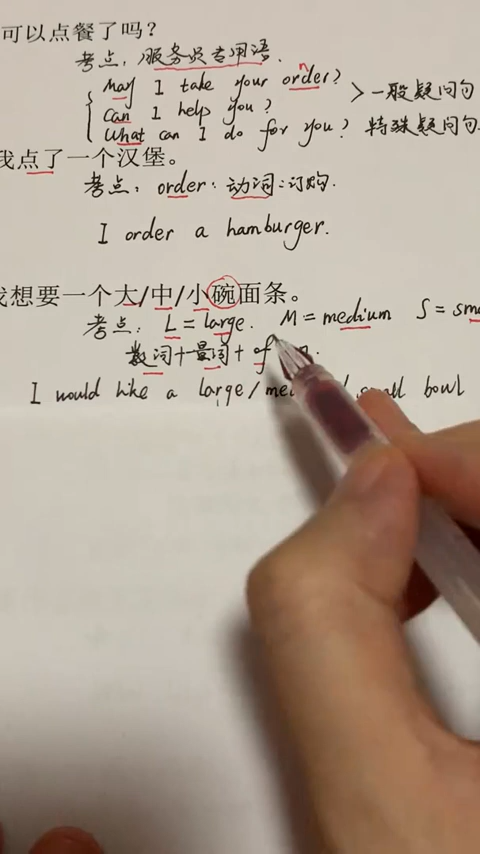 可以点餐了吗?
考点:服务员专用语.
May I take your order?
Can I help you? > 一般疑问句
What can I do for you? 特殊疑问句
我点了一个汉堡。
考点:order:动词:订购.
I order a hamburger.
我想要一个大/中/小碗面条。
考点:L=large. M=medium S=sma
数词+量词+of
I would like a large/me small bowl